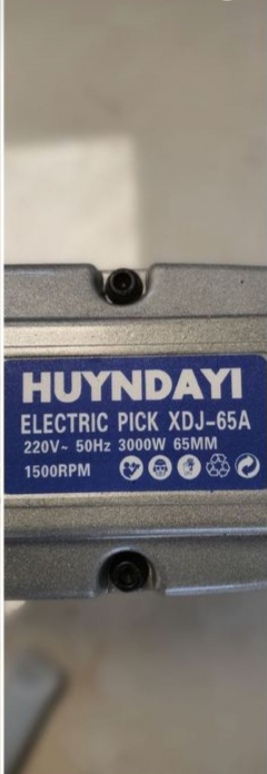 HUYNDAYI
ELECTRIC PICK XDJ-65A
220V~ 50Hz 3000W 65MM
1500RPM